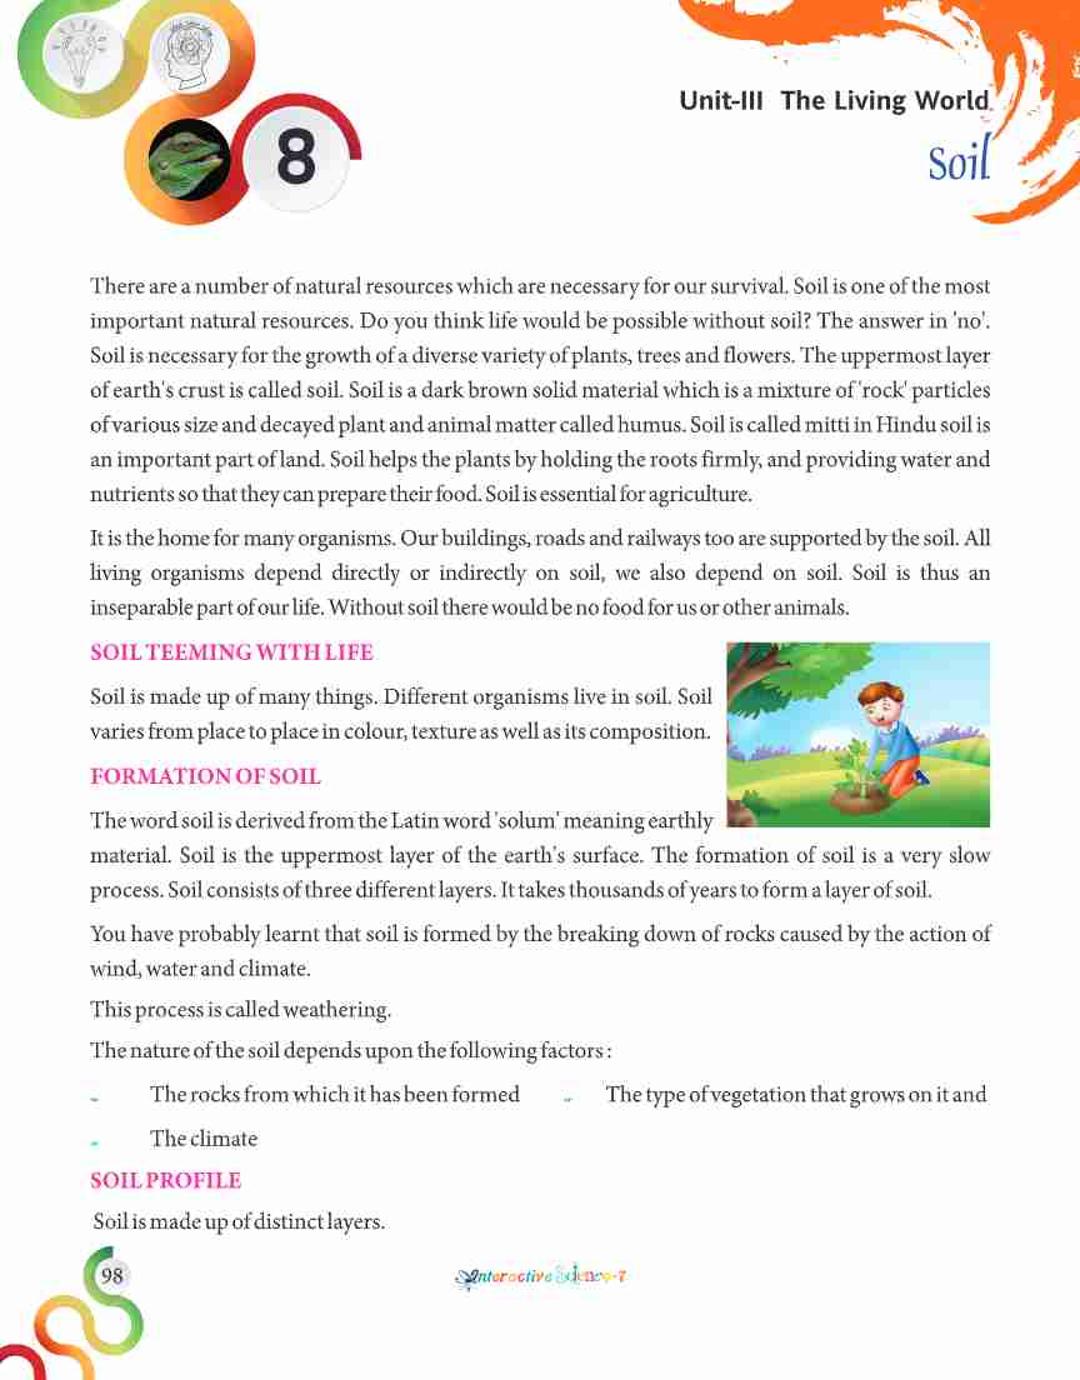 Unit-III The Living World
8
Soil
There are a number of natural resources which are necessary for our survival. Soil is one of the most
important natural resources. Do you think life would be possible without soil? The answer in 'no'.
Soil is necessary for the growth of a diverse variety of plants, trees and flowers. The uppermost layer
of earth's crust is called soil. Soil is a dark brown solid material which is a mixture of 'rock' particles
of various size and decayed plant and animal matter called humus. Soil is called mitti in Hindu soil is
an important part of land. Soil helps the plants by holding the roots firmly, and providing water and
nutrients so that they can prepare their food. Soil is essential for agriculture.
It is the home for many organisms. Our buildings, roads and railways too are supported by the soil. All
living organisms depend directly or indirectly on soil, we also depend on soil. Soil is thus an
inseparable part of our life. Without soil there would be no food for us or other animals.
SOIL TEEMING WITH LIFE
Soil is made up of many things. Different organisms live in soil. Soil
varies from place to place in colour, texture as well as its composition.
FORMATION OF SOIL
The word soil is derived from the Latin word 'solum' meaning earthly
material. Soil is the uppermost layer of the earth's surface. The formation of soil is a very slow
process. Soil consists of three different layers. It takes thousands of years to form a layer of soil.
You have probably learnt that soil is formed by the breaking down of rocks caused by the action of
wind, water and climate.
This process is called weathering.
The nature of the soil depends upon the following factors :
The rocks from which it has been formed
The type of vegetation that grows on it and
The climate
SOIL PROFILE
Soil is made up of distinct layers.
98
Interactive Science-7